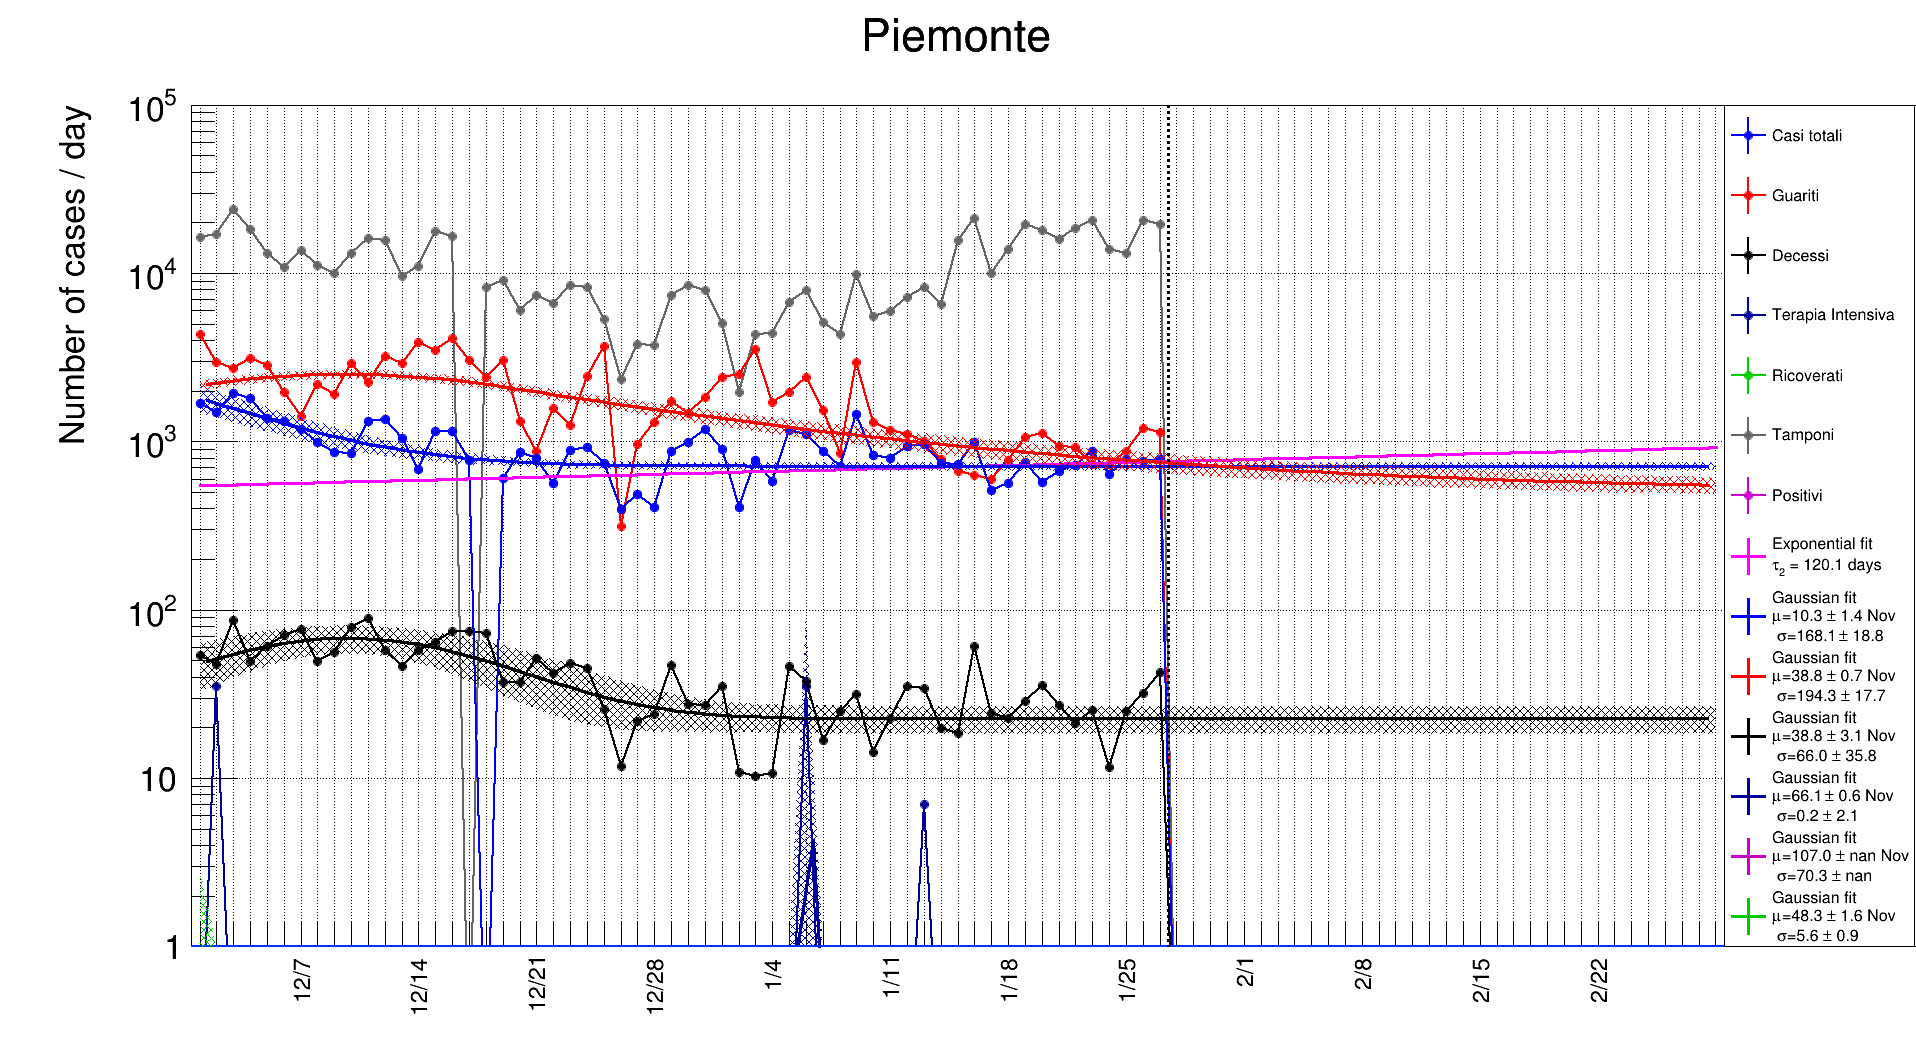 Piemonte
Number of cases / day
10^5
10^4
10^3
10^2
10
1
12/7
12/14
12/21
12/28
1/4
1/11
1/18
1/25
2/1
2/8
2/15
2/22
Casi totali
Guariti
Decessi
Terapia Intensiva
Ricoverati
Tamponi
Positivi
Exponential fit
τ_2 = 120.1 days
Gaussian fit
μ=10.3 ± 1.4 Nov
σ=168.1 ± 18.8
Gaussian fit
μ=38.8 ± 0.7 Nov
σ=194.3 ± 17.7
Gaussian fit
μ=38.8 ± 3.1 Nov
σ=66.0 ± 35.8
Gaussian fit
μ=66.1 ± 0.6 Nov
σ=0.2 ± 2.1
Gaussian fit
μ=107.0 ± nan Nov
σ=70.3 ± nan
Gaussian fit
μ=48.3 ± 1.6 Nov
σ=5.6 ± 0.9